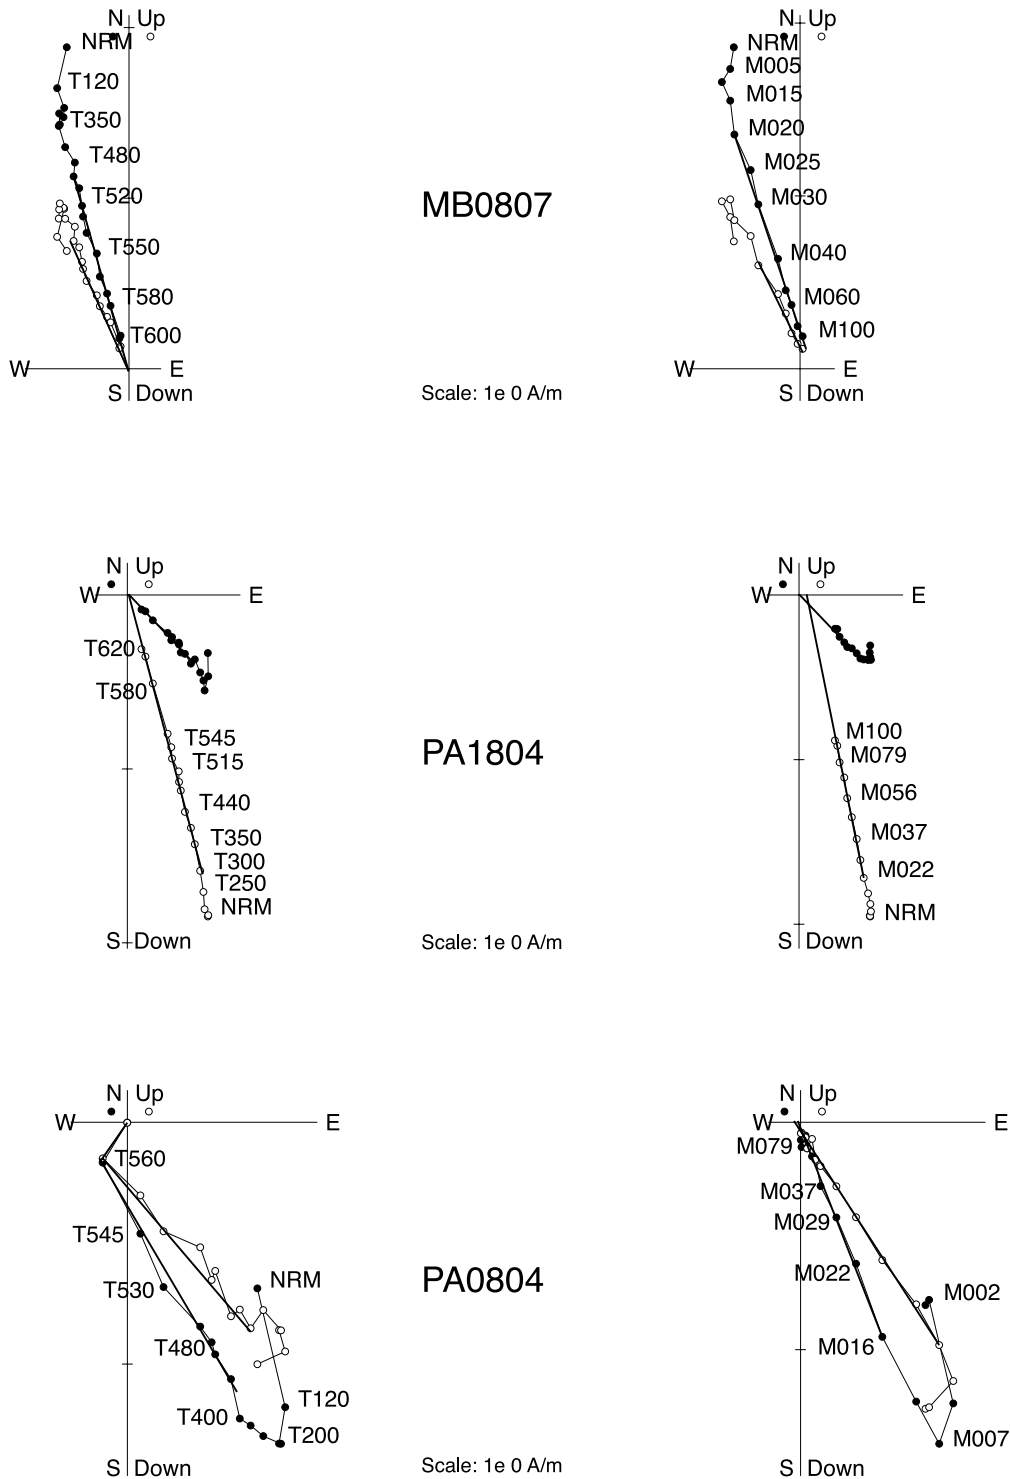 N Up
NRM
T120
T350
T480
T520
T550
T580
T600
W E
S Down
MB0807
Scale: 1e 0 A/m
N Up
NRM
M005
M015
M020
M025
M030
M040
M060
M100
W E
S Down
N Up
W E
T620
T580
T545
T515
T440
T350
T300
T250
NRM
S Down
PA1804
Scale: 1e 0 A/m
N Up
W E
M100
M079
M056
M037
M022
NRM
S Down
N Up
W E
T560
T545
T530
NRM
T480
T120
T400
T200
S Down
PA0804
Scale: 1e 0 A/m
N Up
W E
M079
M037
M029
M022
M002
M016
M007
S Down